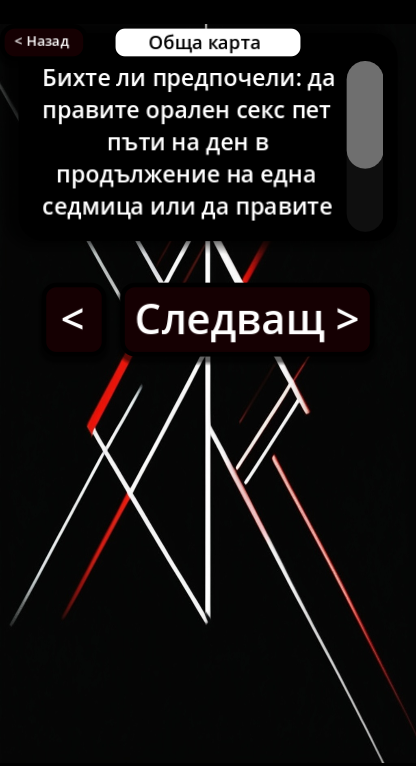 < Назад
Обща карта
Бихте ли предпочели: да
правите орален секс пет
пъти на ден в
продължение на една
седмица или да правите
<
Следващ >